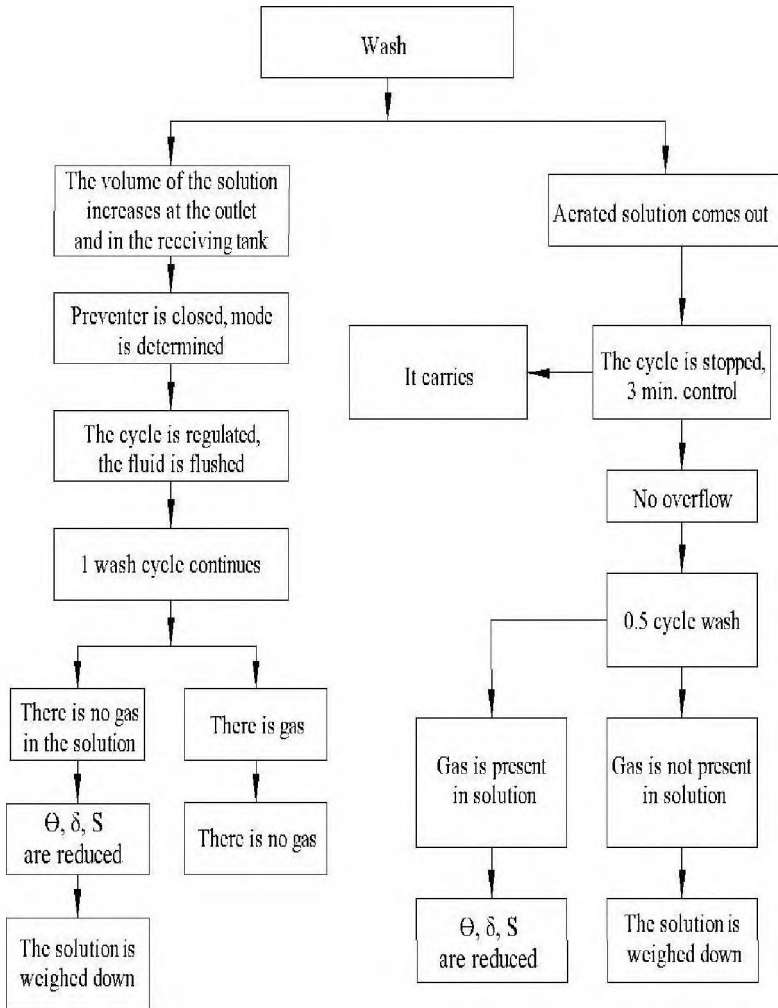 Wash
The volume of the solution
increases at the outlet
and in the receiving tank
Preventer is closed, mode
is determined
The cycle is regulated,
the fluid is flushed
1 wash cycle continues
There is no gas
in the solution
There is gas
Ѳ, δ, S
are reduced
There is no gas
The solution is
weighed down
Aerated solution comes out
It carries
The cycle is stopped,
3 min. control
No overflow
0.5 cycle wash
Gas is present
in solution
Gas is not present
in solution
Ѳ, δ, S
are reduced
The solution is
weighed down